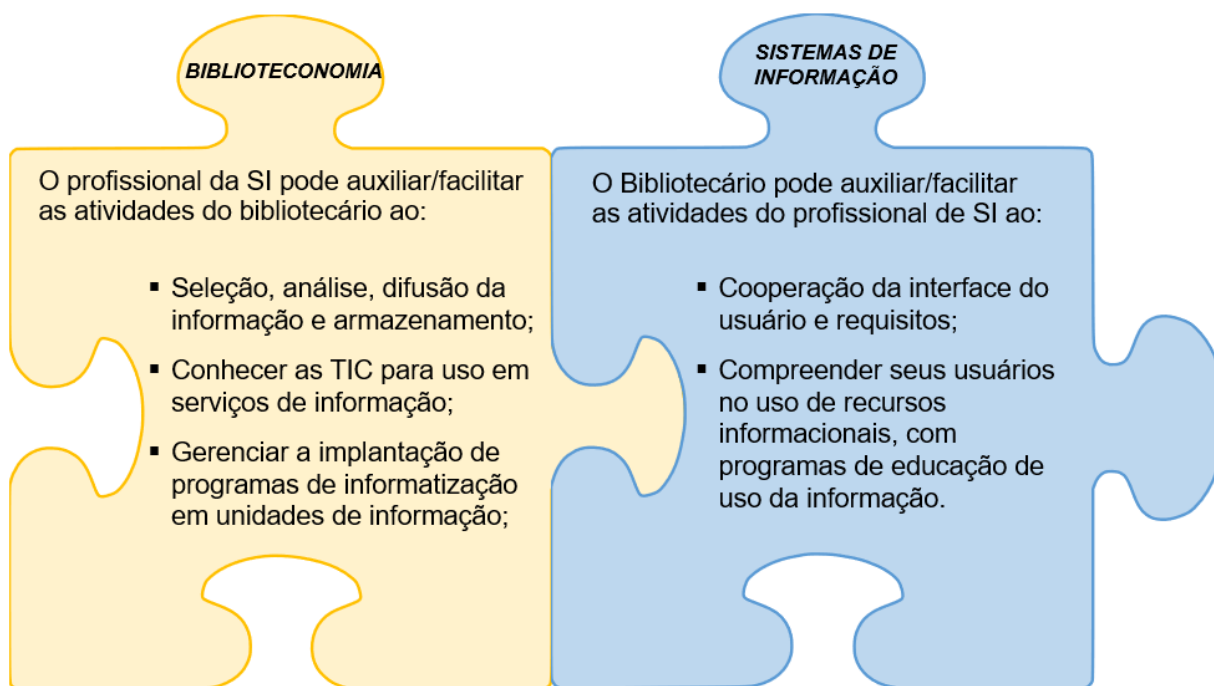 BIBLIOTECONOMIA
O profissional da SI pode auxiliar/facilitar
as atividades do bibliotecário ao:
▪ Seleção, análise, difusão da
informação e armazenamento;
▪ Conhecer as TIC para uso em
serviços de informação;
▪ Gerenciar a implantação de
programas de informatização
em unidades de informação;
SISTEMAS DE
INFORMAÇÃO
O Bibliotecário pode auxiliar/facilitar
as atividades do profissional de SI ao:
▪ Cooperação da interface do
usuário e requisitos;
▪ Compreender seus usuários
no uso de recursos
informacionais, com
programas de educação de
uso da informação.